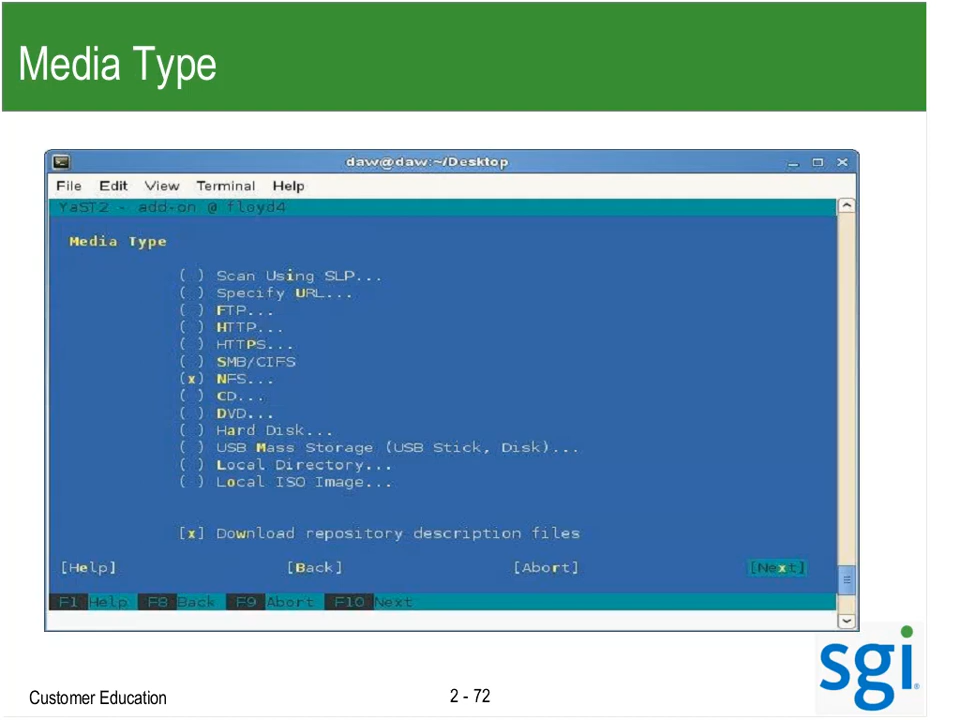 Media Type
daw@daw:~/Desktop
File Edit View Terminal Help
YaST2 - add-on @ floyd4
Media Type
( ) Scan Using SLP...
( ) Specify URL...
( ) FTP...
( ) HTTP...
( ) HTTPS...
( ) SMB/CIFS
(x) NFS...
( ) CD...
( ) DVD...
( ) Hard Disk...
( ) USB Mass Storage (USB Stick, Disk)...
( ) Local Directory...
( ) Local ISO Image...
[x] Download repository description files
[Help] [Back] [Abort] [Next]
F1 Help F8 Back F9 Abort F10 Next
sgi
Customer Education 2 - 72